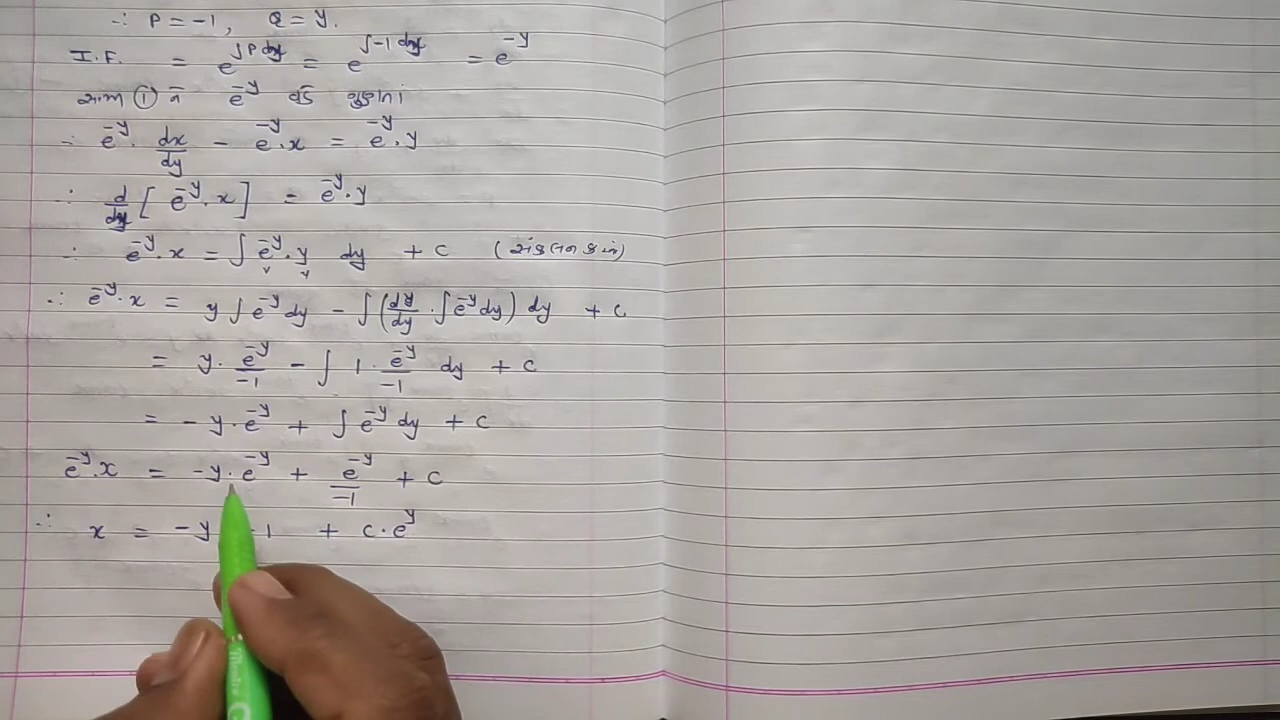 ∴ P = -1, Q = y.
I.F. = e^{∫P dy} = e^{∫-1 dy} = e^{-y}
① ને e^{-y} વડે ગુણતાં
∴ e^{-y} · dx/dy - e^{-y} · x = e^{-y} · y
∴ d/dy [ e^{-y} · x ] = e^{-y} · y
∴ e^{-y} · x = ∫ e^{-y} · y dy + c
∴ e^{-y} · x = y ∫ e^{-y} dy - ∫ ( dy/dy · ∫ e^{-y} dy ) dy + c
= y · e^{-y}/-1 - ∫ 1 · e^{-y}/-1 dy + c
= - y · e^{-y} + ∫ e^{-y} dy + c
e^{-y} · x = -y · e^{-y} + e^{-y}/-1 + c
∴ x = -y - 1 + c · e^{y}